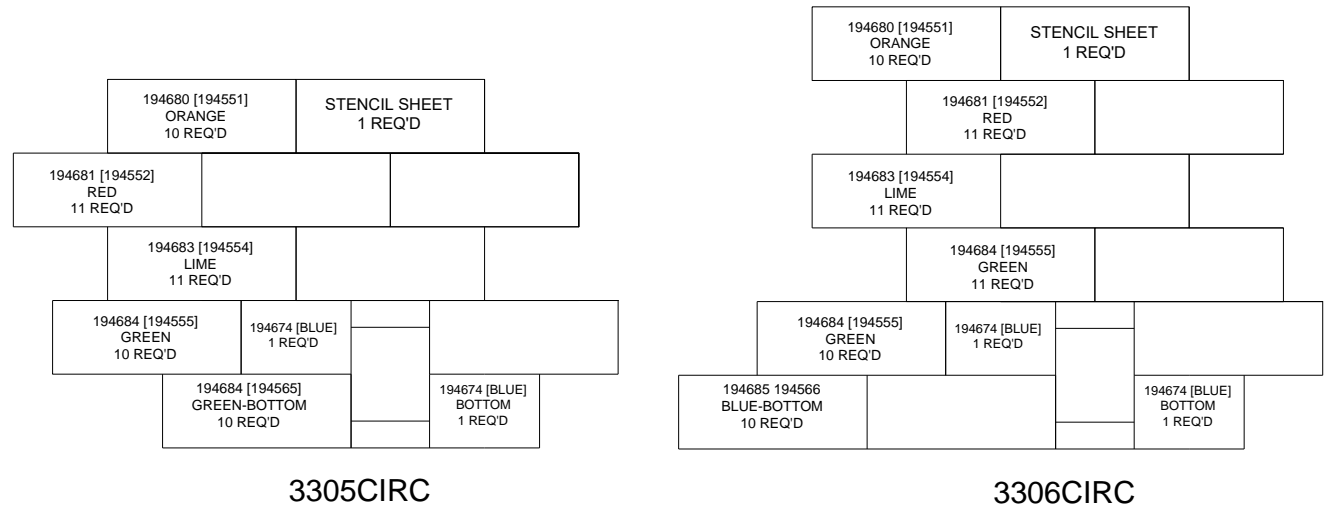 194680 [194551]
ORANGE
10 REQ'D
STENCIL SHEET
1 REQ'D
194681 [194552]
RED
11 REQ'D
194683 [194554]
LIME
11 REQ'D
194684 [194555]
GREEN
10 REQ'D
194674 [BLUE]
1 REQ'D
194684 [194565]
GREEN-BOTTOM
10 REQ'D
194674 [BLUE]
BOTTOM
1 REQ'D
3305CIRC
194680 [194551]
ORANGE
10 REQ'D
STENCIL SHEET
1 REQ'D
194681 [194552]
RED
11 REQ'D
194683 [194554]
LIME
11 REQ'D
194684 [194555]
GREEN
11 REQ'D
194684 [194555]
GREEN
10 REQ'D
194674 [BLUE]
1 REQ'D
194685 194566
BLUE-BOTTOM
10 REQ'D
194674 [BLUE]
BOTTOM
1 REQ'D
3306CIRC